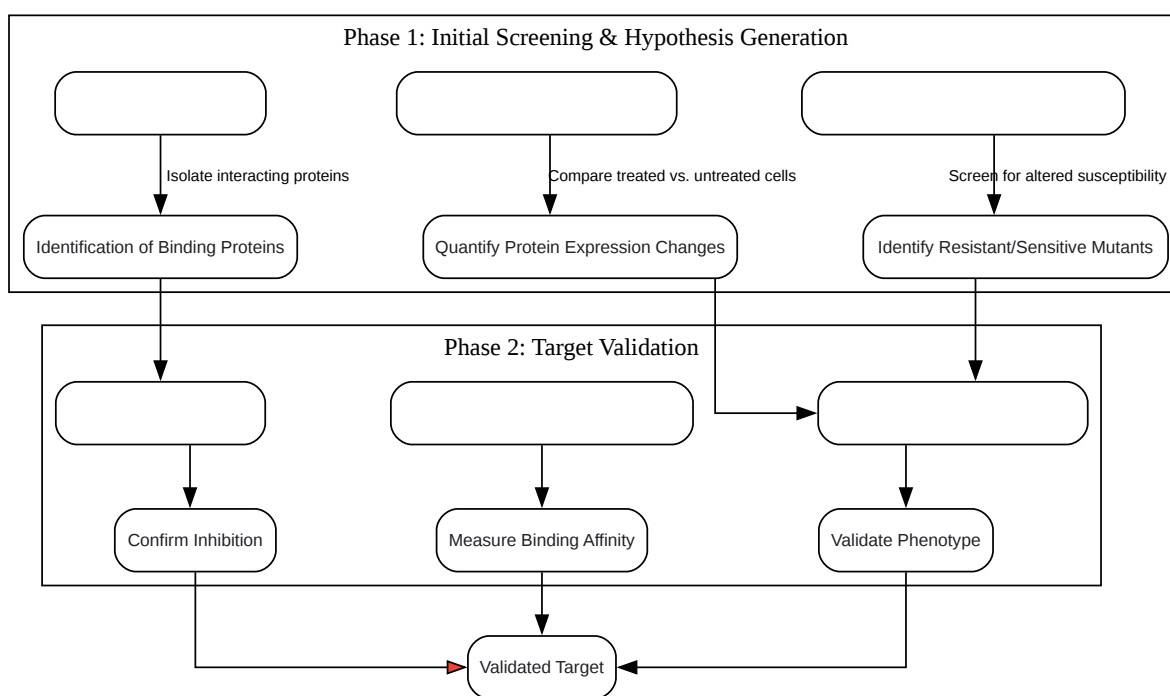 Phase 1: Initial Screening & Hypothesis Generation
Isolate interacting proteins
Compare treated vs. untreated cells
Screen for altered susceptibility
Identification of Binding Proteins
Quantify Protein Expression Changes
Identify Resistant/Sensitive Mutants
Phase 2: Target Validation
Confirm Inhibition
Measure Binding Affinity
Validate Phenotype
Validated Target